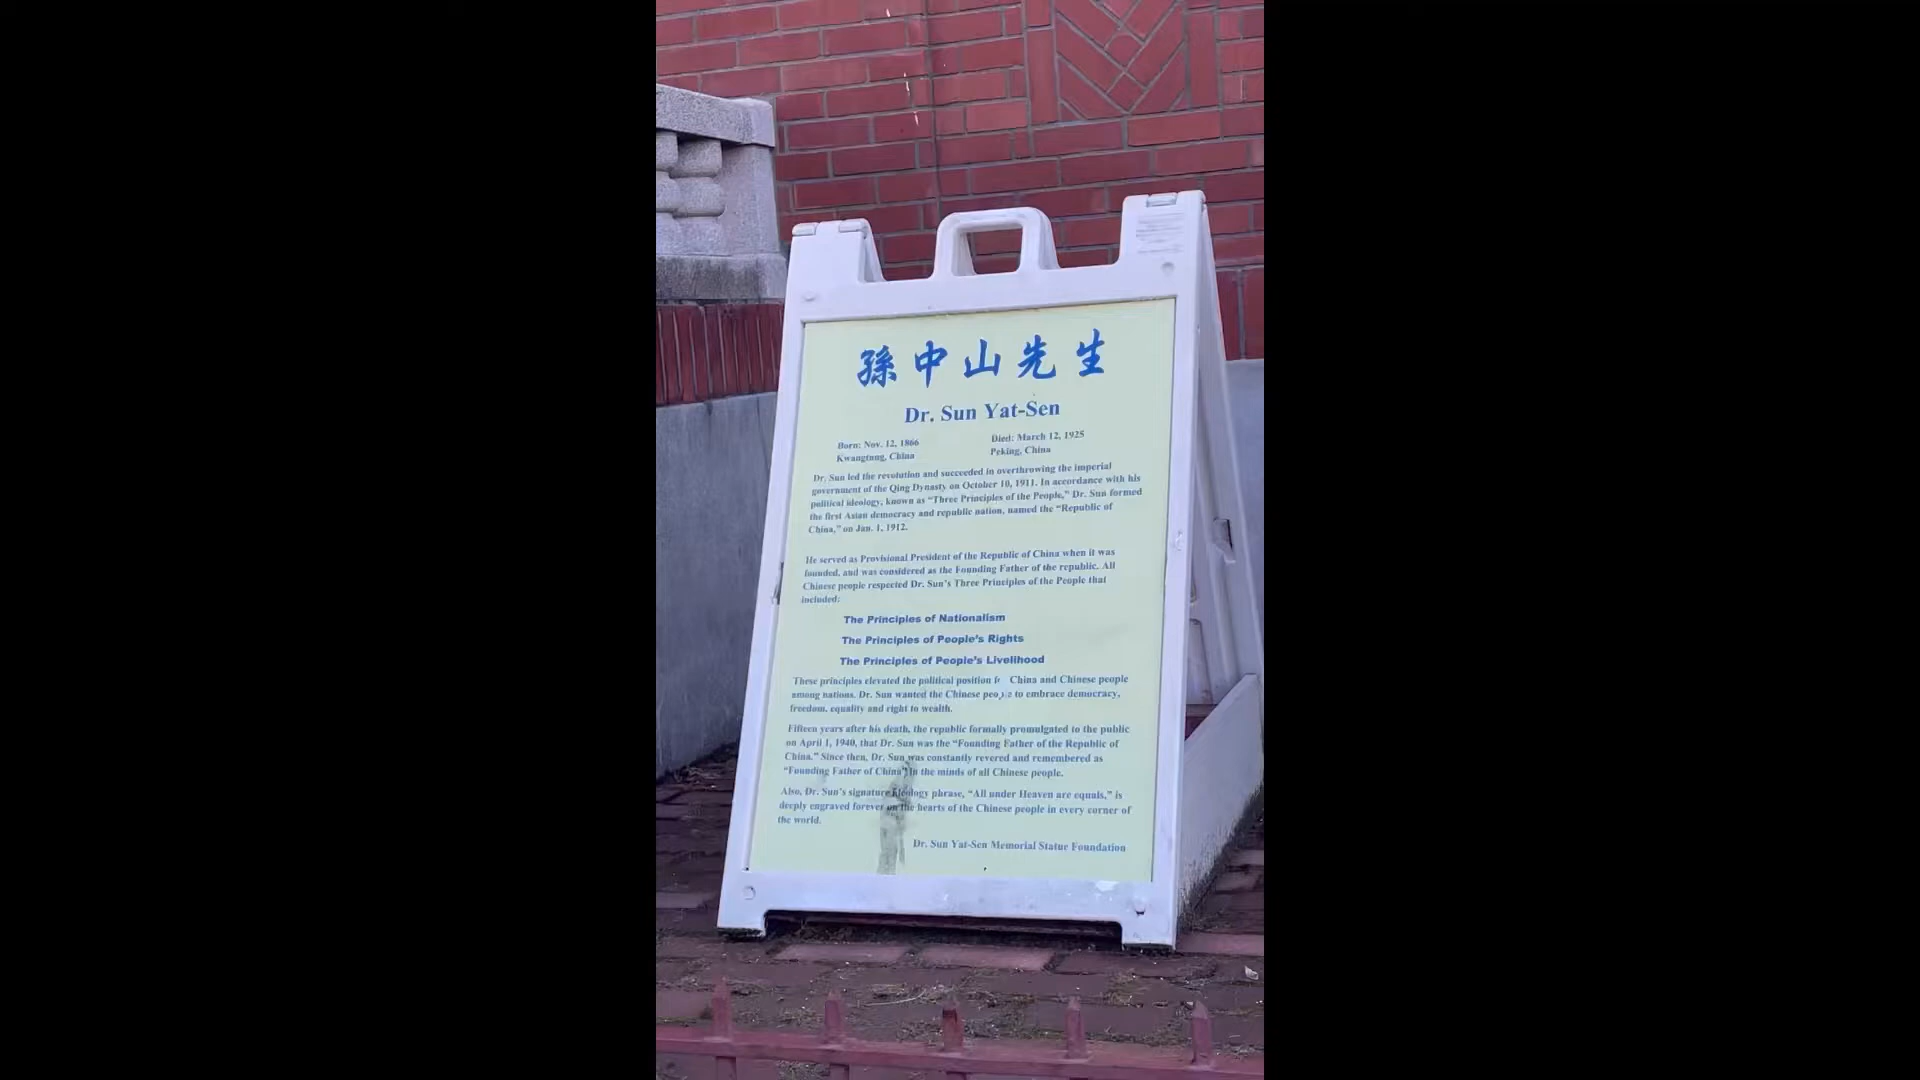 孫中山先生
Dr. Sun Yat-Sen
Born: Nov. 12, 1866
Kwangtung, China
Died: March 12, 1925
Peking, China
Dr. Sun led the revolution and succeeded in overthrowing the imperial
government of the Qing Dynasty on October 10, 1911. In accordance with his
political ideology, known as “Three Principles of the People,” Dr. Sun formed
the first Asian democracy and republic nation, named the “Republic of
China,” on Jan. 1, 1912.
He served as Provisional President of the Republic of China when it was
founded, and was considered as the Founding Father of the republic. All
Chinese people respected Dr. Sun’s Three Principles of the People that
included:
The Principles of Nationalism
The Principles of People’s Rights
The Principles of People’s Livelihood
These principles elevated the political position China and Chinese people
among nations. Dr. Sun wanted the Chinese people to embrace democracy,
freedom, equality and right to wealth.
Fifteen years after his death, the republic formally promulgated to the public
on April 1, 1940, that Dr. Sun was the “Founding Father of the Republic of
China.” Since then, Dr. Sun was constantly revered and remembered as
“Founding Father of China” in the minds of all Chinese people.
Also, Dr. Sun’s signature ideology phrase, “All under Heaven are equals,” is
deeply engraved forever on the hearts of the Chinese people in every corner of
the world.
Dr. Sun Yat-Sen Memorial Statue Foundation